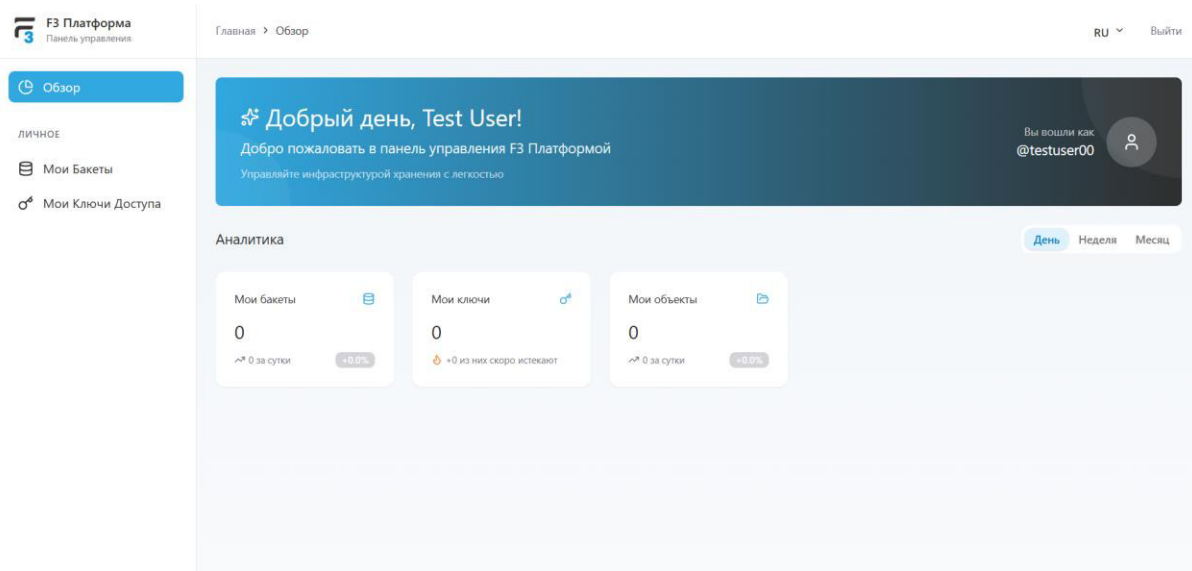 F3 Платформа
Панель управления
Главная > Обзор
RU
Выйти
Обзор
ЛИЧНОЕ
Мои Бакеты
Мои Ключи Доступа
Добрый день, Test User!
Добро пожаловать в панель управления F3 Платформой
Управляйте инфраструктурой хранения с легкостью
Вы вошли как
@testuser00
Аналитика
День Неделя Месяц
Мои бакеты
0
0 за сутки +0.0%
Мои ключи
0
+0 из них скоро истекают
Мои объекты
0
0 за сутки +0.0%